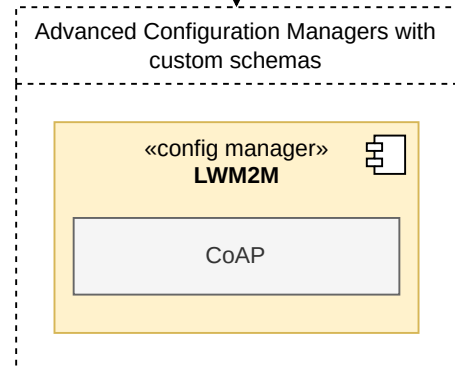 Advanced Configuration Managers with
custom schemas
«config manager»
LWM2M
CoAP